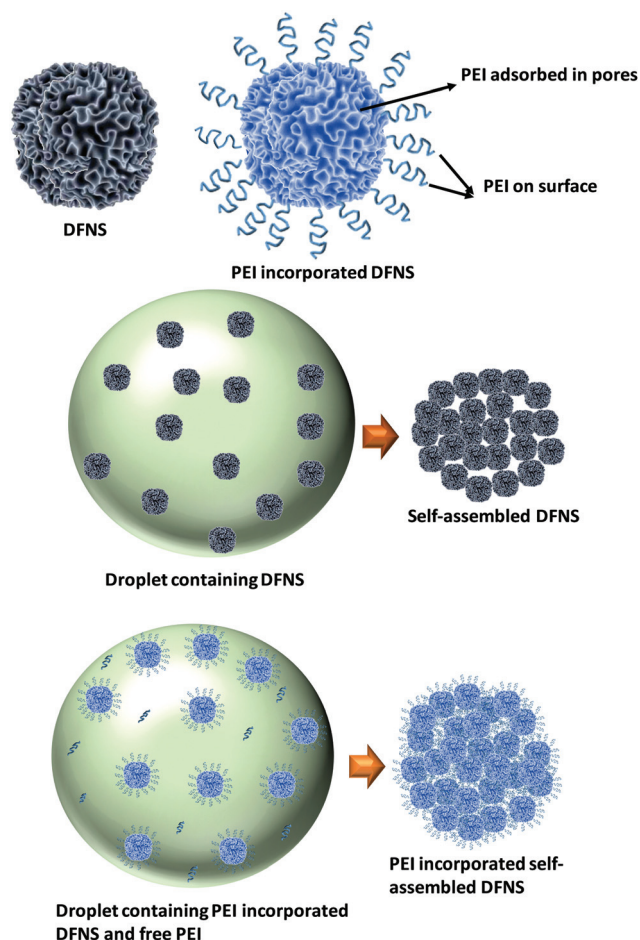 PEI adsorbed in pores
PEI on surface
DFNS
PEI incorporated DFNS
Self-assembled DFNS
Droplet containing DFNS
PEI incorporated self-
assembled DFNS
Droplet containing PEI incorporated
DFNS and free PEI